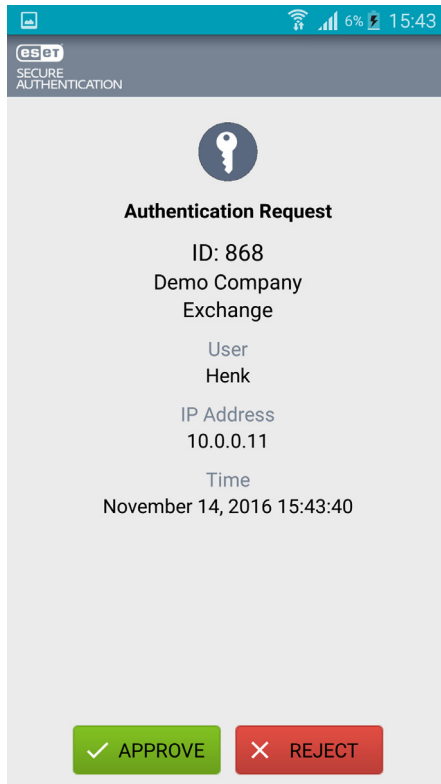 6% 15:43
eset
SECURE
AUTHENTICATION
Authentication Request
ID: 868
Demo Company
Exchange
User
Henk
IP Address
10.0.0.11
Time
November 14, 2016 15:43:40
APPROVE REJECT